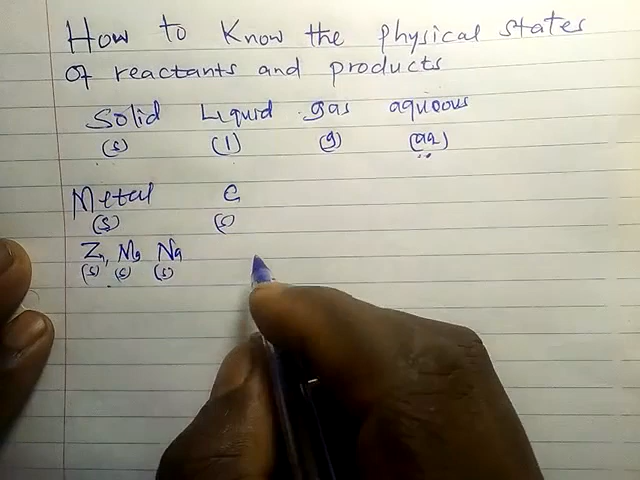 How to Know the physical states
of reactants and products
Solid Liquid gas aqueous
(s) (l) (g) (aq)
Metal C
(s) (s)
Zn, Mg Na
(s) (s) (s)